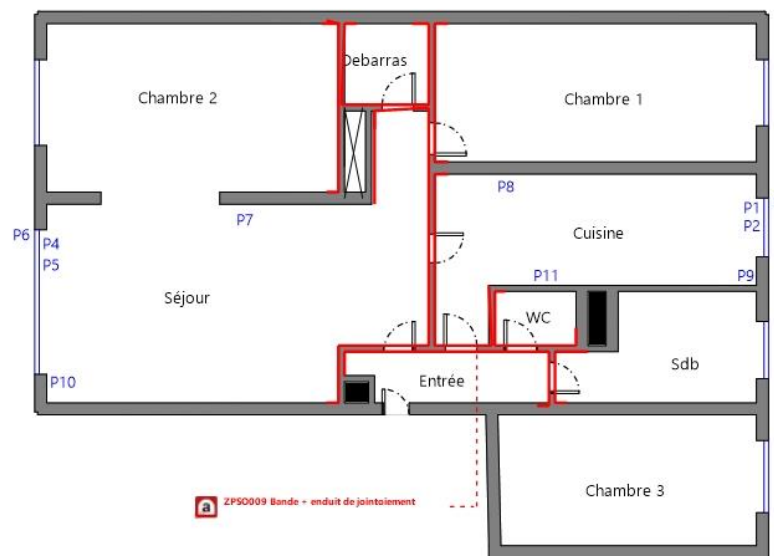 Debarras
Chambre 2
Chambre 1
P8
P1
P7
P2
P6
P4
Cuisine
P5
P11
P9
Séjour
WC
Sdb
P10
Entrée
Chambre 3
a ZPSO009 Bande + enduit de jointoiement